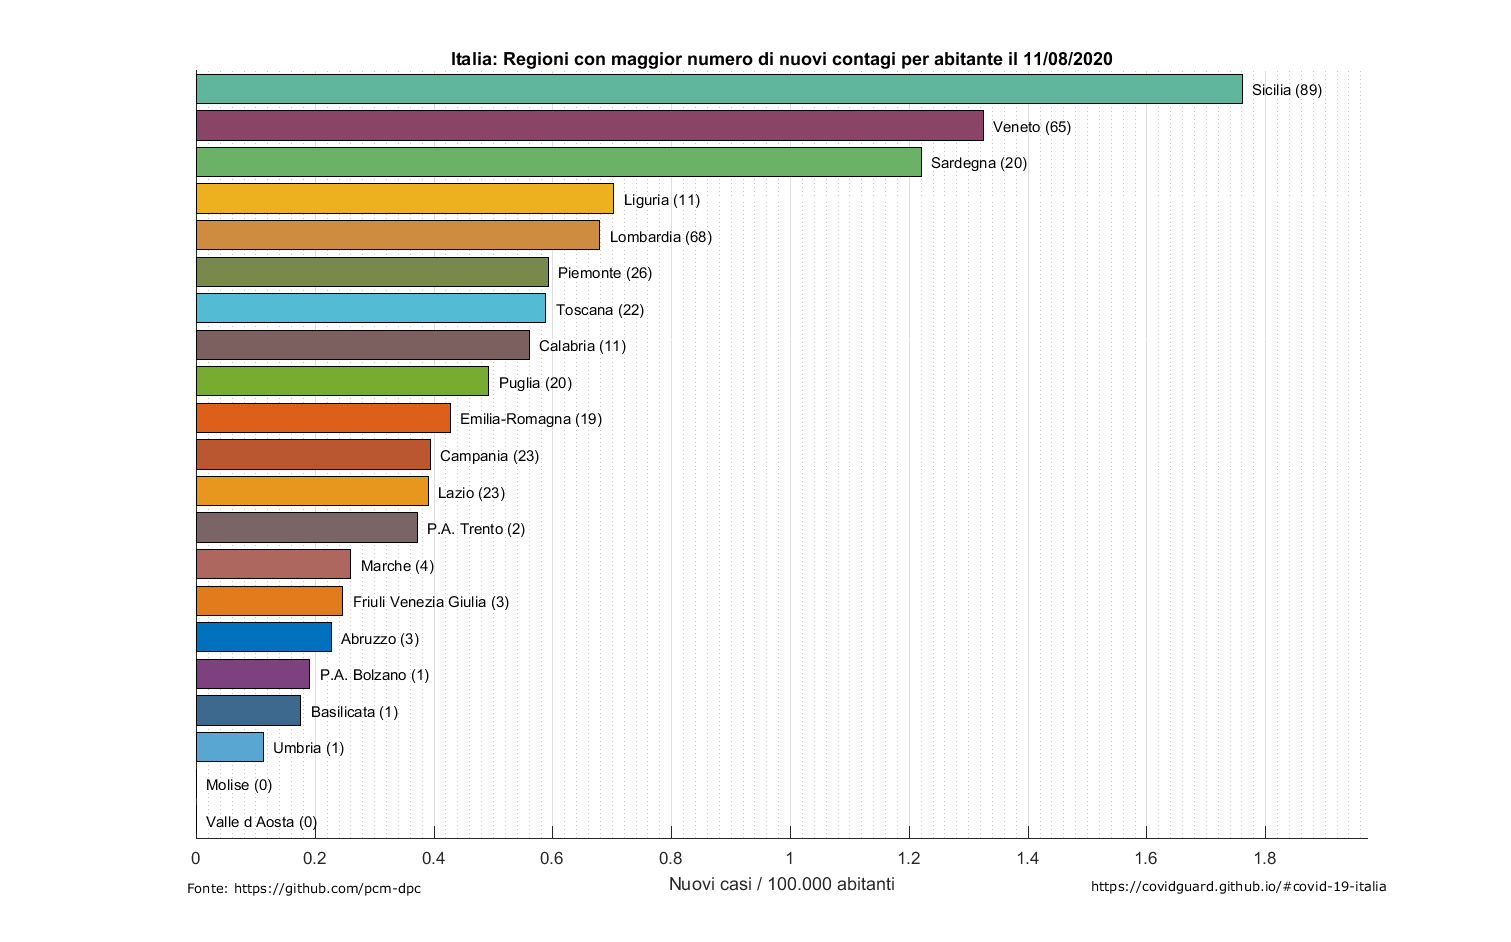 Italia: Regioni con maggior numero di nuovi contagi per abitante il 11/08/2020
Sicilia (89)
Veneto (65)
Sardegna (20)
Liguria (11)
Lombardia (68)
Piemonte (26)
Toscana (22)
Calabria (11)
Puglia (20)
Emilia-Romagna (19)
Campania (23)
Lazio (23)
P.A. Trento (2)
Marche (4)
Friuli Venezia Giulia (3)
Abruzzo (3)
P.A. Bolzano (1)
Basilicata (1)
Umbria (1)
Molise (0)
Valle d Aosta (0)
0 0.2 0.4 0.6 0.8 1 1.2 1.4 1.6 1.8
Nuovi casi / 100.000 abitanti
Fonte: https://github.com/pcm-dpc
https://covidguard.github.io/#covid-19-italia